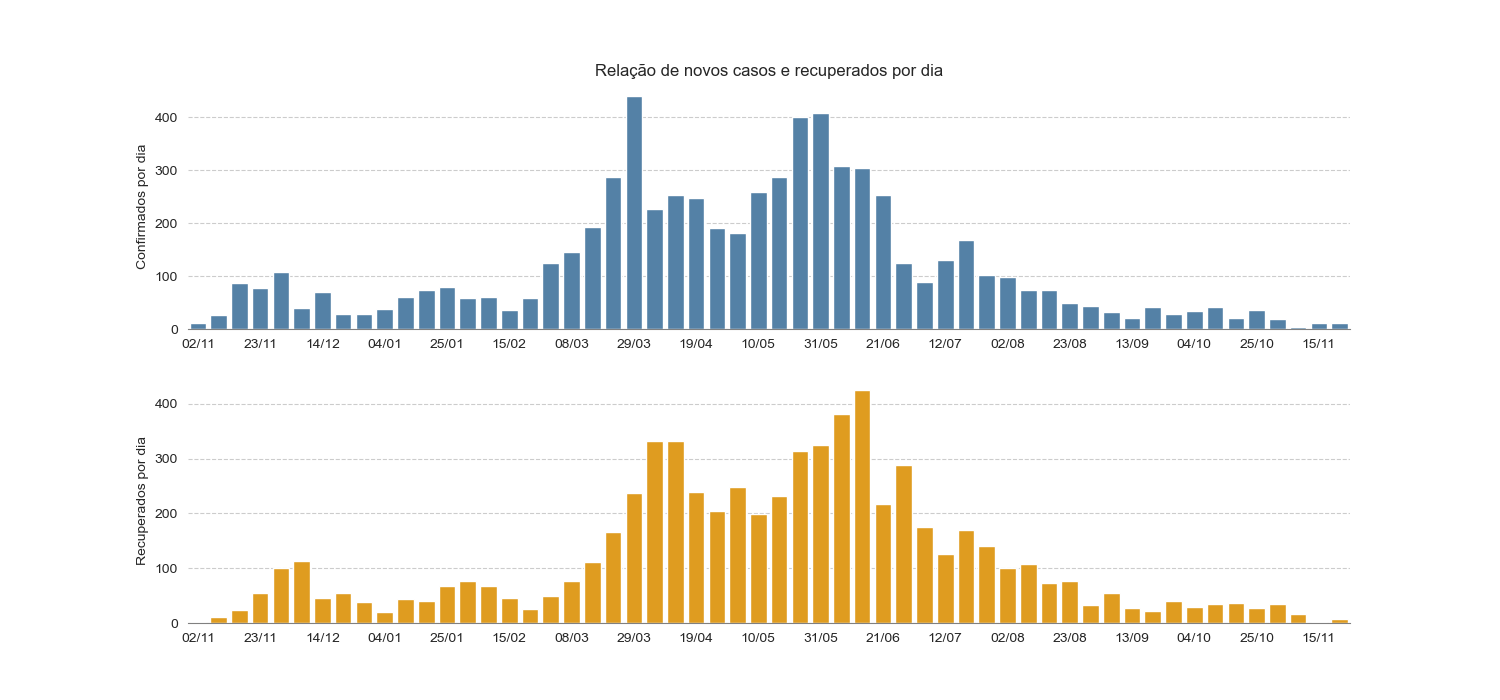 Relação de novos casos e recuperados por dia
Confirmados por dia
400
300
200
100
0
02/11 23/11 14/12 04/01 25/01 15/02 08/03 29/03 19/04 10/05 31/05 21/06 12/07 02/08 23/08 13/09 04/10 25/10 15/11
Recuperados por dia
400
300
200
100
0
02/11 23/11 14/12 04/01 25/01 15/02 08/03 29/03 19/04 10/05 31/05 21/06 12/07 02/08 23/08 13/09 04/10 25/10 15/11